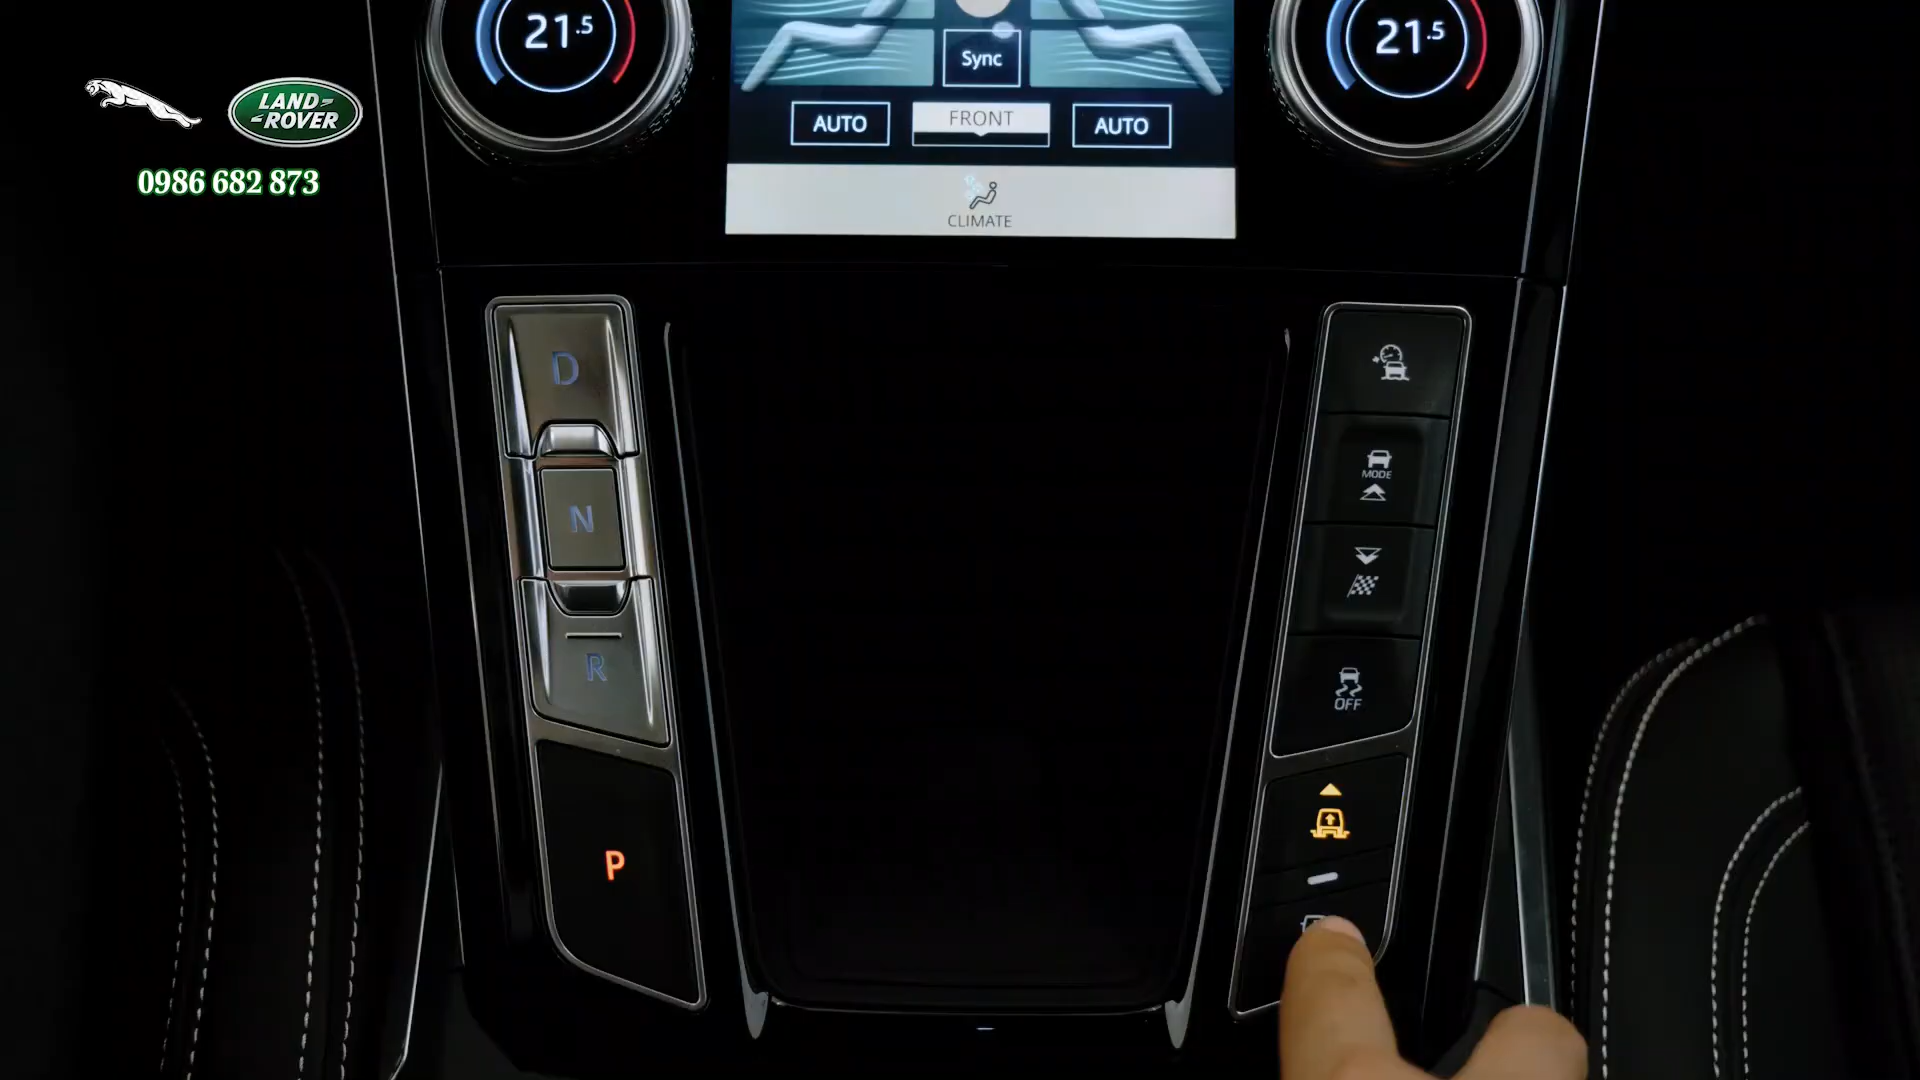 21.5
Sync
21.5
AUTO
FRONT
AUTO
CLIMATE
LAND-
-ROVER
0986 682 873
D
N
R
P
MODE
OFF